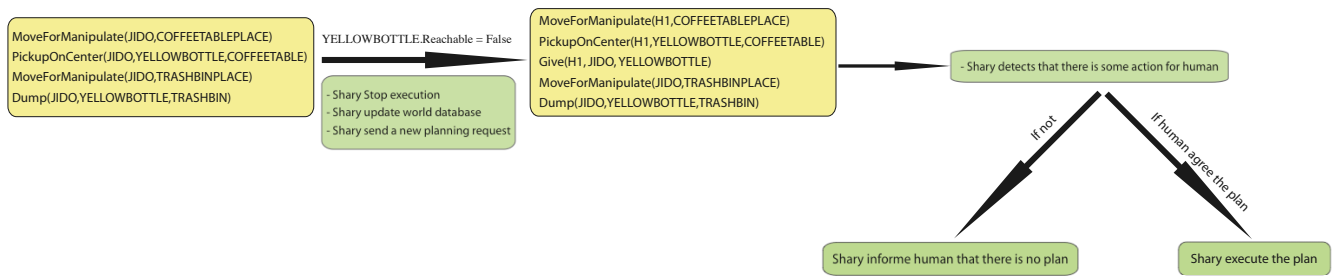 MoveForManipulate(JIDO,COFFEETABLEPLACE)
PickupOnCenter(JIDO,YELLOWBOTTLE,COFFEETABLE)
MoveForManipulate(JIDO,TRASHBINPLACE)
Dump(JIDO,YELLOWBOTTLE,TRASHBIN)
YELLOWBOTTLE.Reachable = False
- Shary Stop execution
- Shary update world database
- Shary send a new planning request
MoveForManipulate(H1,COFFEETABLEPLACE)
PickupOnCenter(H1,YELLOWBOTTLE,COFFEETABLE)
Give(H1, JIDO, YELLOWBOTTLE)
MoveForManipulate(JIDO,TRASHBINPLACE)
Dump(JIDO,YELLOWBOTTLE,TRASHBIN)
- Shary detects that there is some action for human
If not
If human agree the plan
Shary informe human that there is no plan
Shary execute the plan